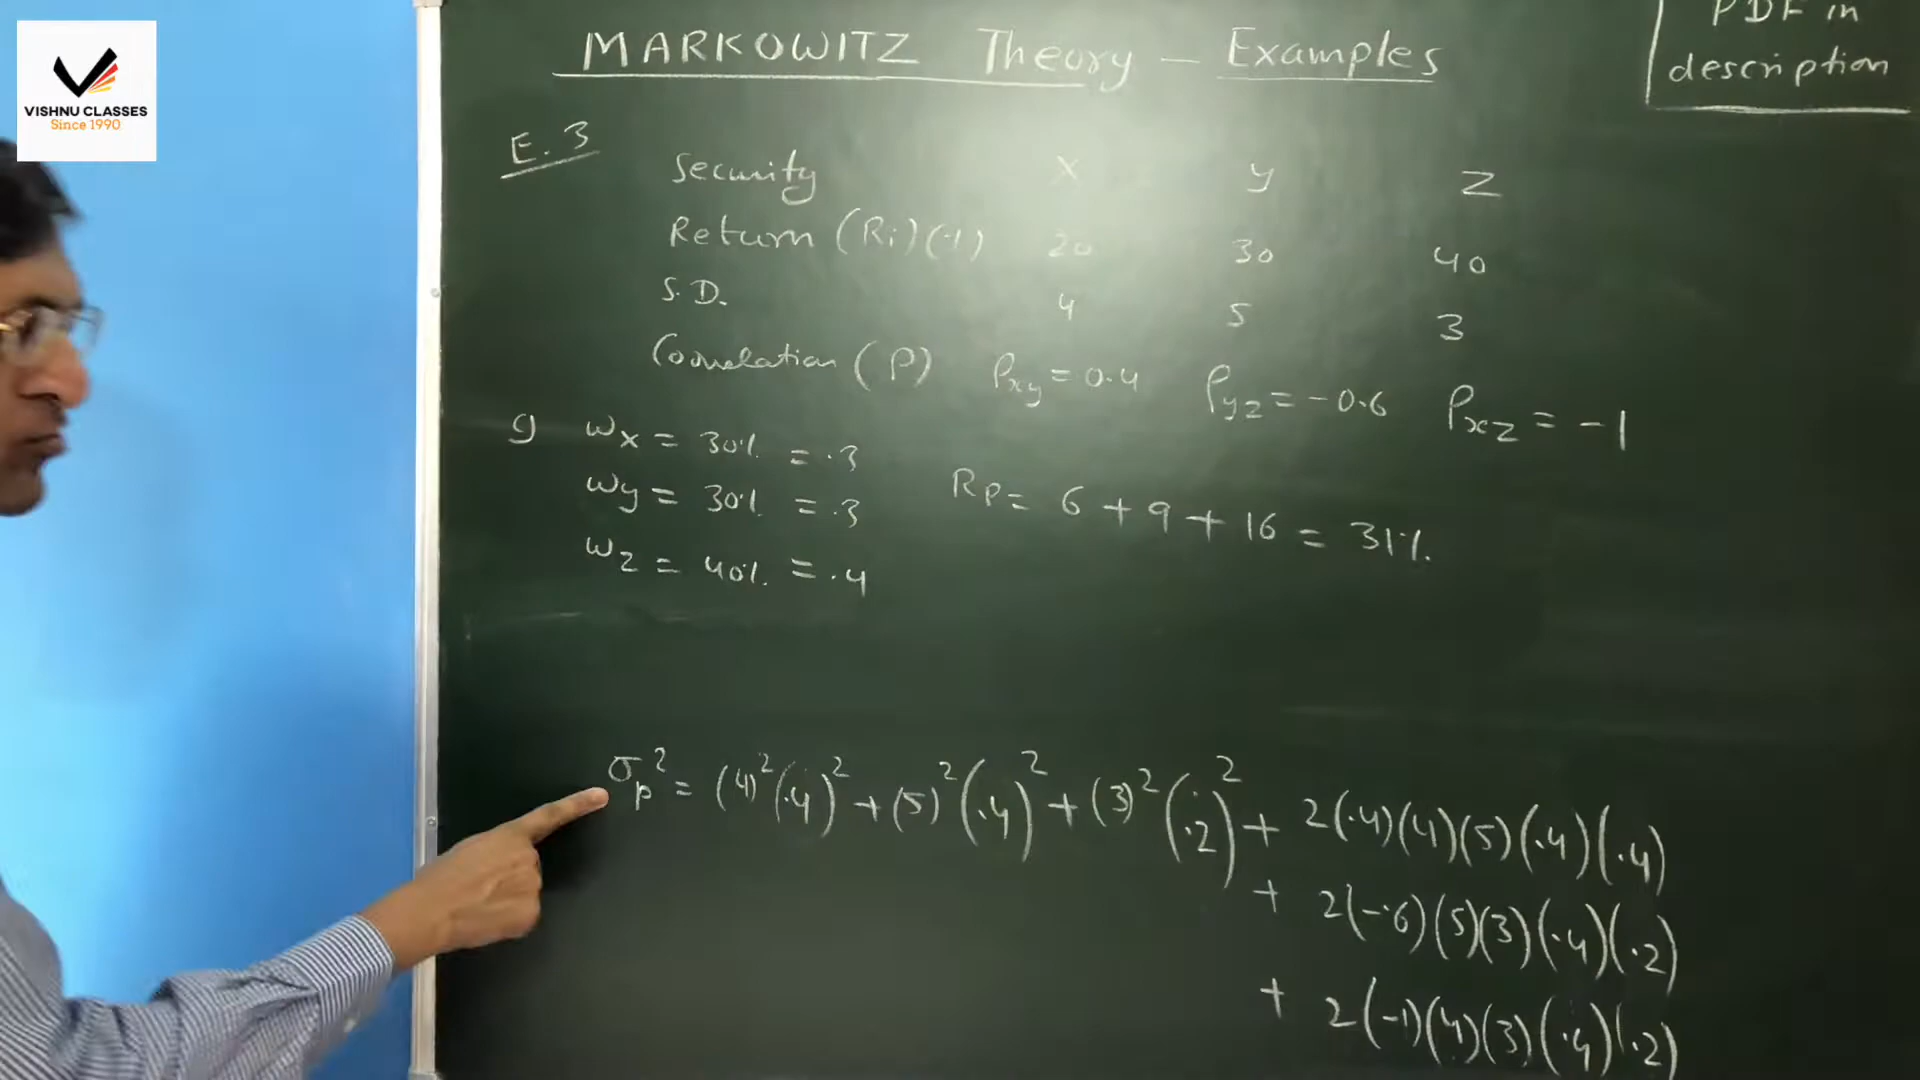 VISHNU CLASSES
Since 1990
MARKOWITZ Theory – Examples
PDF in
description
E.3
Security X Y Z
Return (Ri)(%) 20 30 40
S.D. 4 5 3
Correlation (ρ) ρxy = 0.4 ρyz = -0.6 ρxz = -1
9 wx = 30% = .3
wy = 30% = .3
wz = 40% = .4
Rp = 6 + 9 + 16 = 31%.
σp² = (4)²(.4)² + (5)²(.4)² + (3)²(.2)² + 2(.4)(4)(5)(.4)(.4)
+ 2(-.6)(5)(3)(.4)(.2)
+ 2(-1)(4)(3)(.4)(.2)